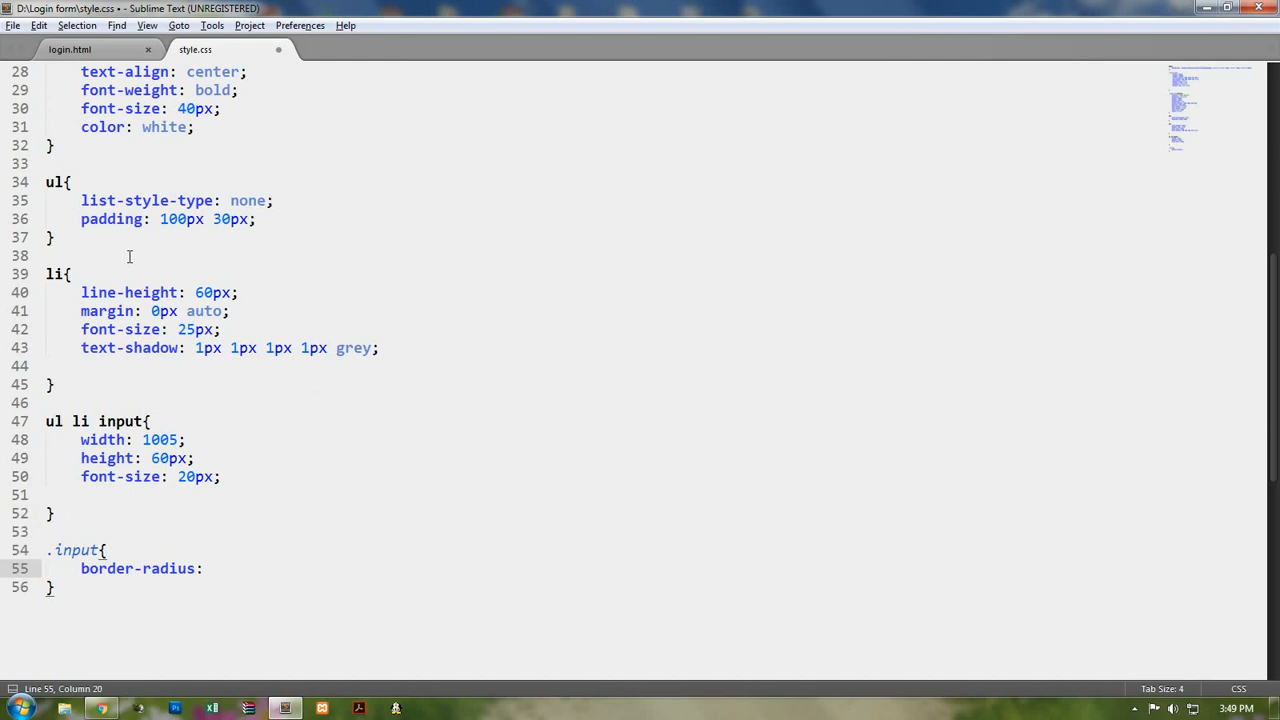 D:\Login form\style.css • - Sublime Text (UNREGISTERED)
File Edit Selection Find View Goto Tools Project Preferences Help
login.html × style.css
28 text-align: center;
29 font-weight: bold;
30 font-size: 40px;
31 color: white;
32 }
33
34 ul{
35 list-style-type: none;
36 padding: 100px 30px;
37 }
38
39 li{
40 line-height: 60px;
41 margin: 0px auto;
42 font-size: 25px;
43 text-shadow: 1px 1px 1px 1px grey;
44
45 }
46
47 ul li input{
48 width: 1005;
49 height: 60px;
50 font-size: 20px;
51
52 }
53
54 .input{
55 border-radius:
56 }
Line 55, Column 20 Tab Size: 4 CSS
3:49 PM